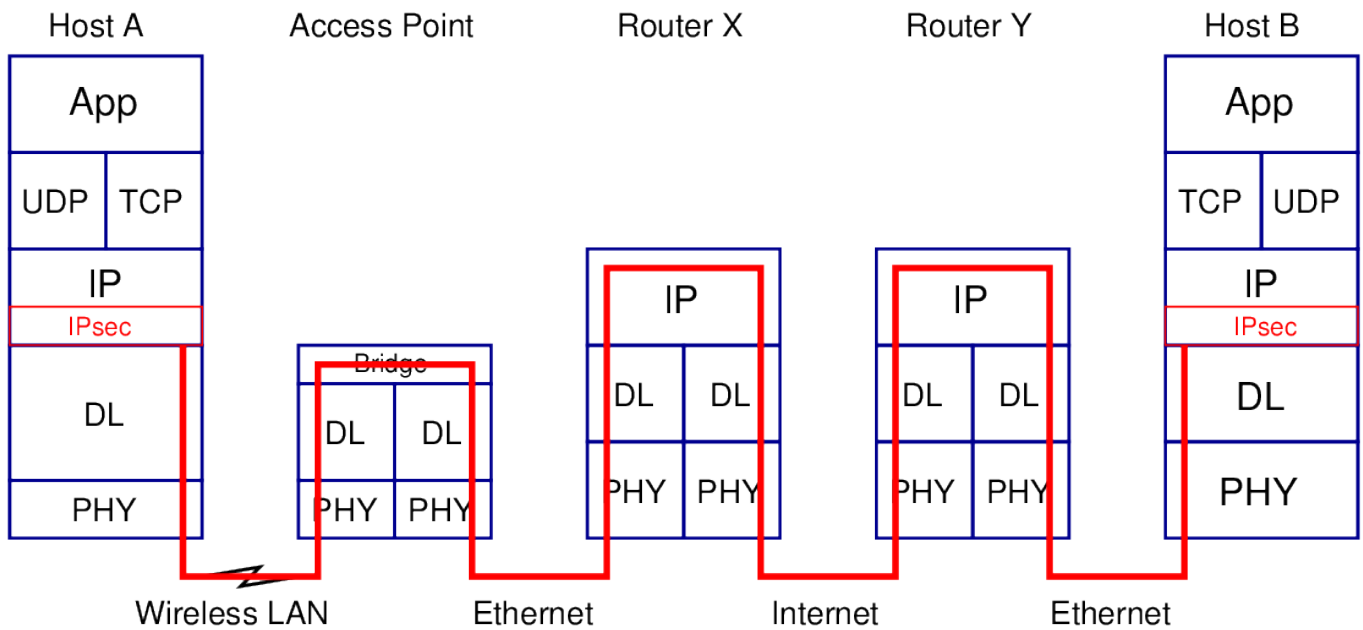 Host A
Access Point
Router X
Router Y
Host B
App
App
UDP
TCP
TCP
UDP
IP
IP
IP
IP
IPsec
IPsec
Bridge
DL
DL
DL
DL
DL
DL
DL
DL
PHY
PHY
PHY
PHY
PHY
PHY
PHY
PHY
Wireless LAN
Ethernet
Internet
Ethernet